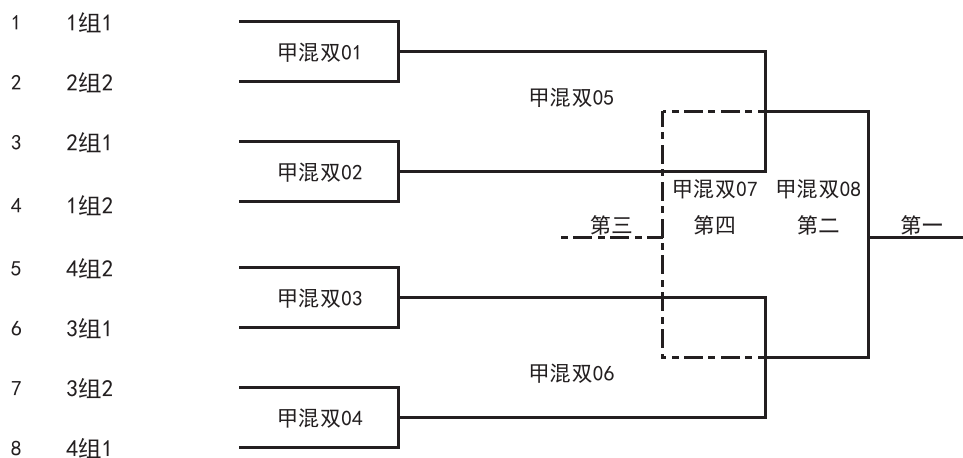 1 1组1
甲混双01
2 2组2
甲混双05
3 2组1
甲混双02
甲混双07 甲混双08
4 1组2
第三 第四 第二 第一
5 4组2
甲混双03
6 3组1
甲混双06
7 3组2
甲混双04
8 4组1